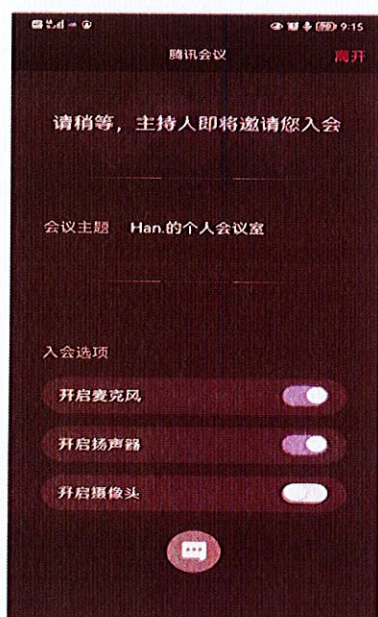 9:15
腾讯会议
离开
请稍等，主持人即将邀请您入会
会议主题 Han.的个人会议室
入会选项
开启麦克风
开启扬声器
开启摄像头